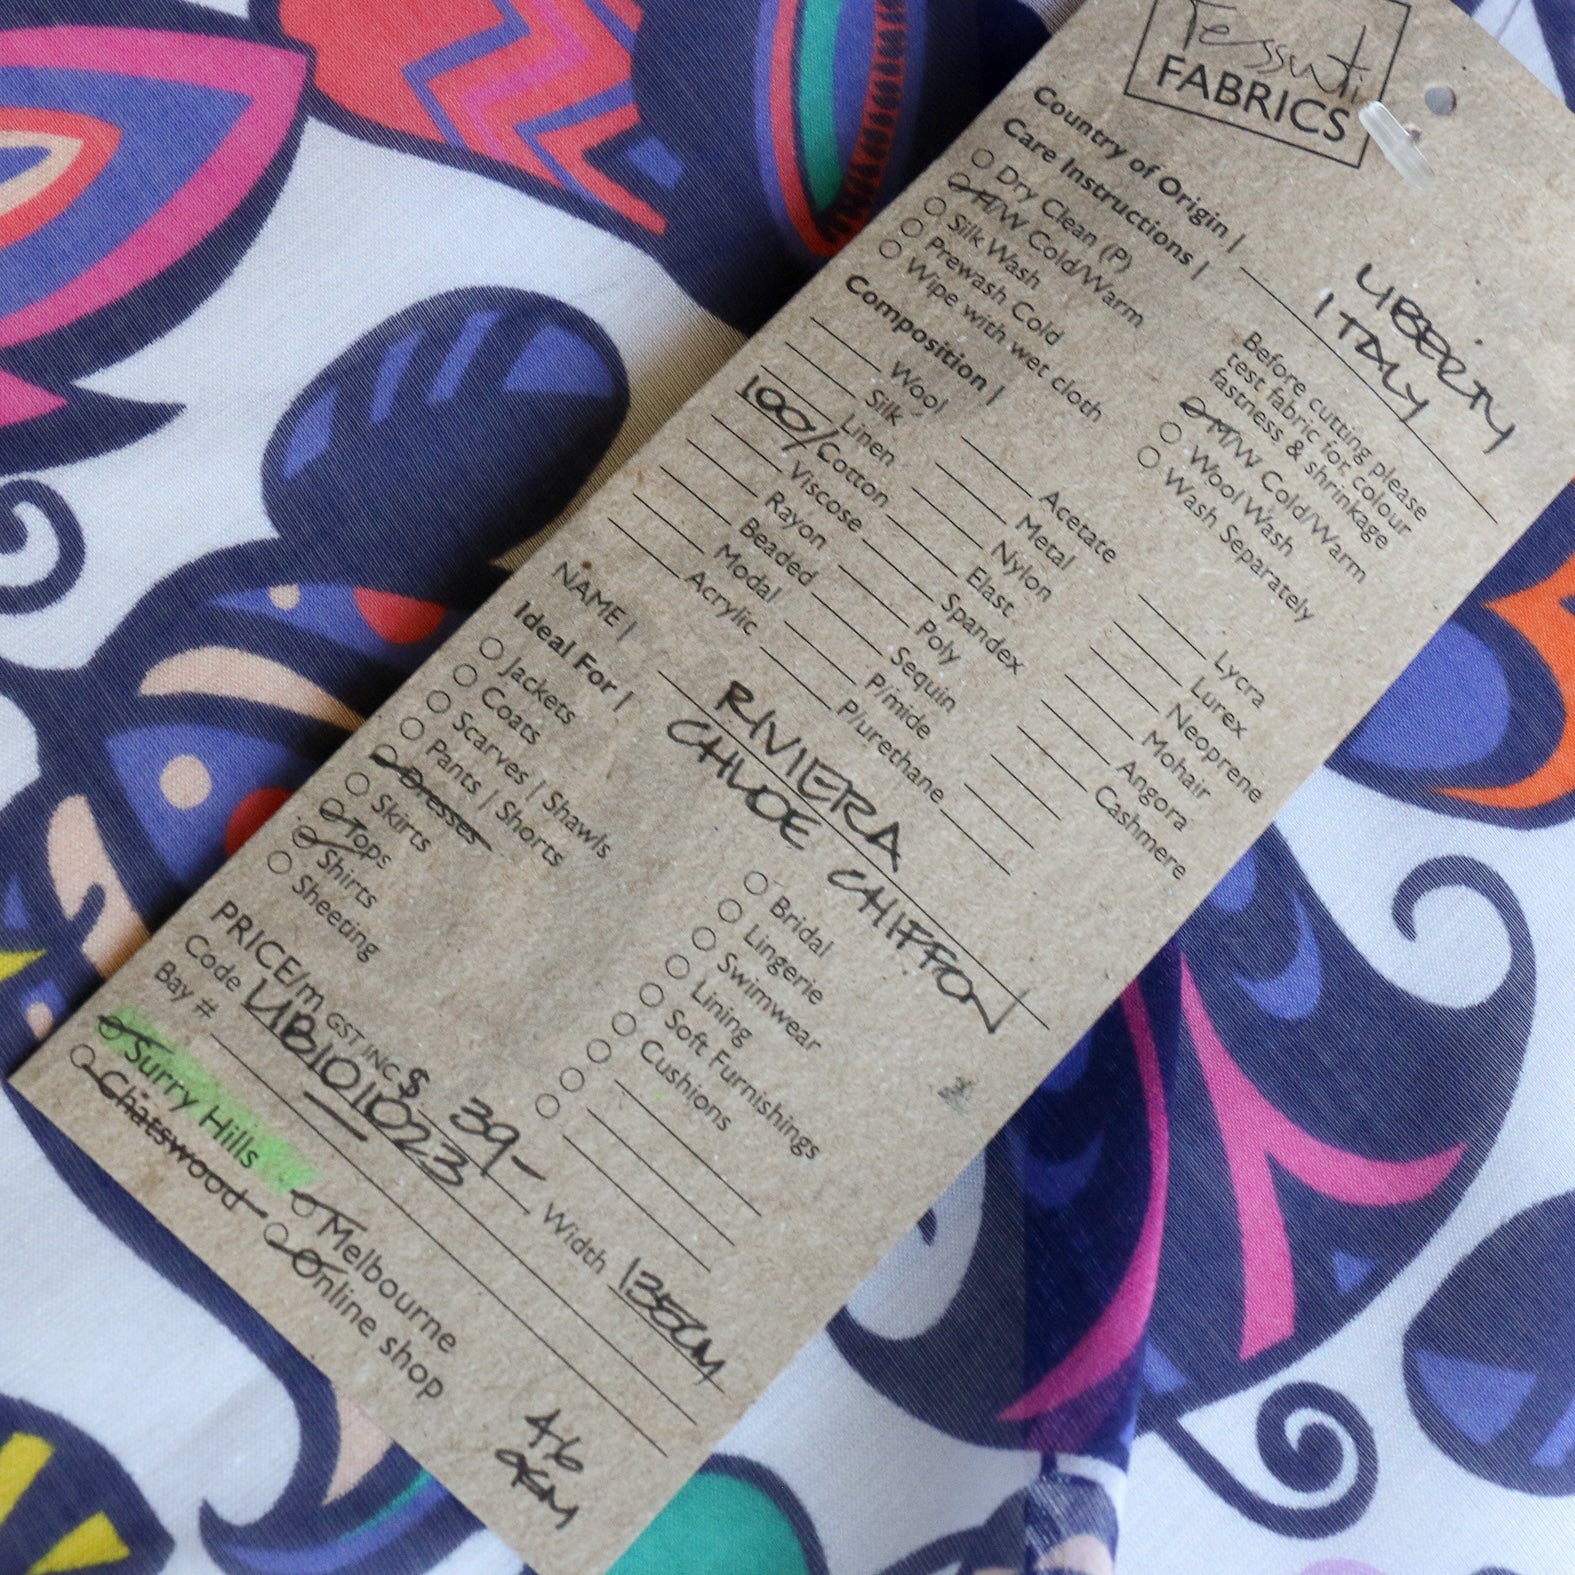 Tessuti
FABRICS
Country of Origin | LIBERTY
ITALY
Care Instructions |
Dry Clean (P)
H/W Cold/Warm
Silk Wash
Prewash Cold
Wipe with wet cloth
Before cutting please
test fabric for colour
fastness & shrinkage
M/W Cold/Warm
Wool Wash
Wash Separately
Composition |
Wool
Silk
Linen
100/ Cotton
Viscose
Rayon
Beaded
Modal
Acrylic
Acetate
Metal
Nylon
Elast
Spandex
Poly
Sequin
P/mide
P/urethane
Lycra
Lurex
Neoprene
Mohair
Angora
Cashmere
NAME | RIVIERA
CHLOE CHIFFON
Ideal For |
Jackets
Coats
Scarves | Shawls
Pants | Shorts
Dresses
Skirts
Tops
Shirts
Sheeting
Bridal
Lingerie
Swimwear
Lining
Soft Furnishings
Cushions
PRICE/m GST INC $ 39-
Code LIB101023
Width 135CM
Bay #
Surry Hills
Chatswood
Melbourne
Online shop